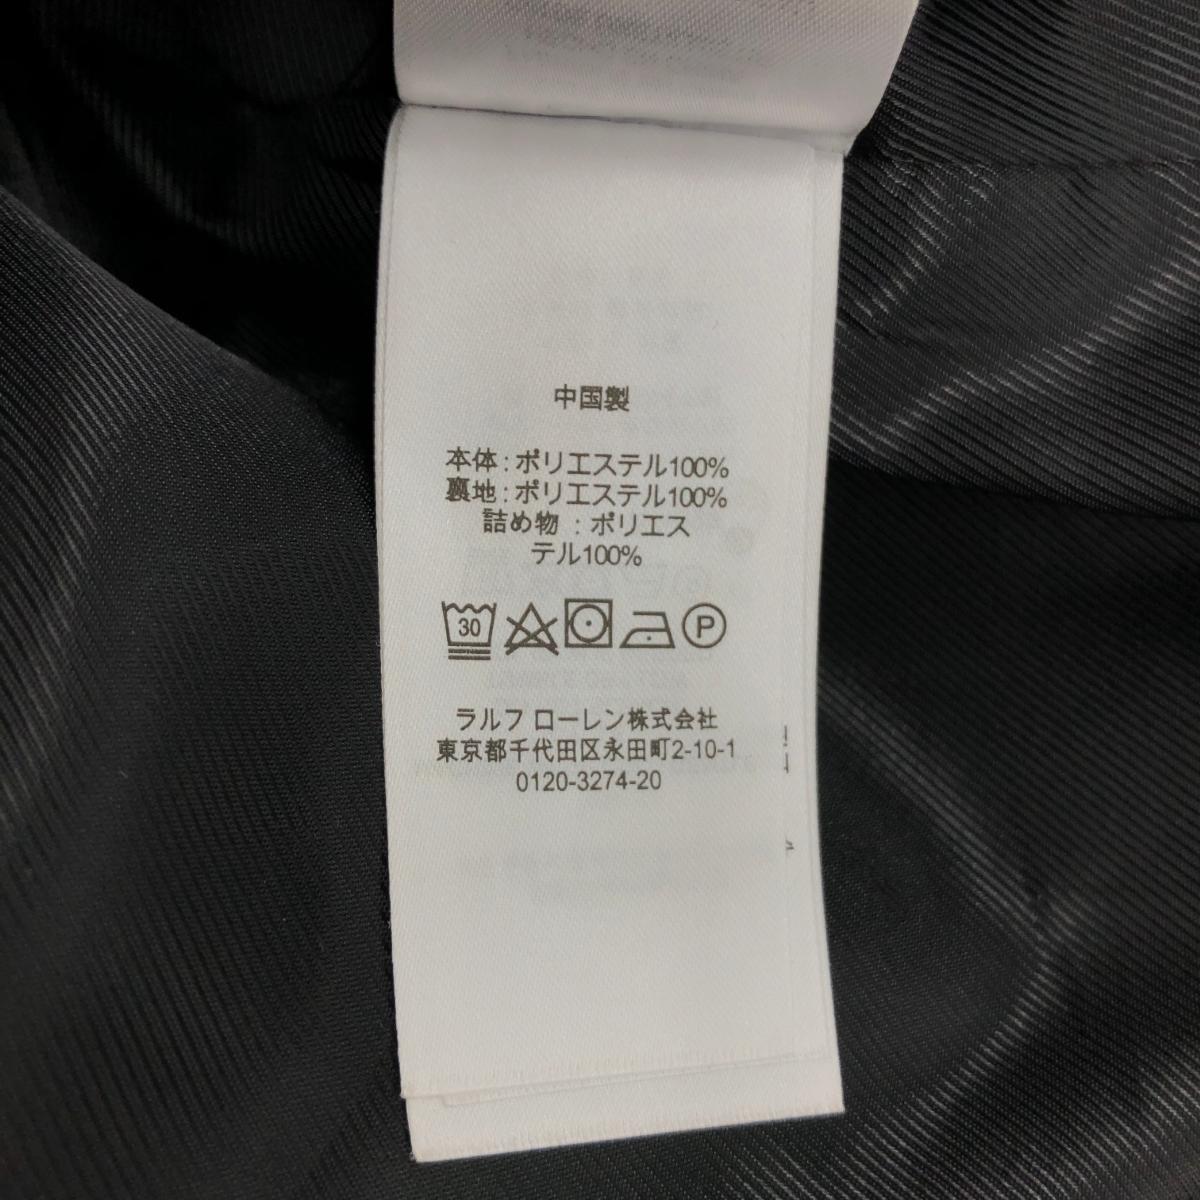 中国製
本体:ポリエステル100%
裏地:ポリエステル100%
詰め物 :ポリエス
テル100%
30 P
ラルフ ローレン株式会社
東京都千代田区永田町2-10-1
0120-3274-20